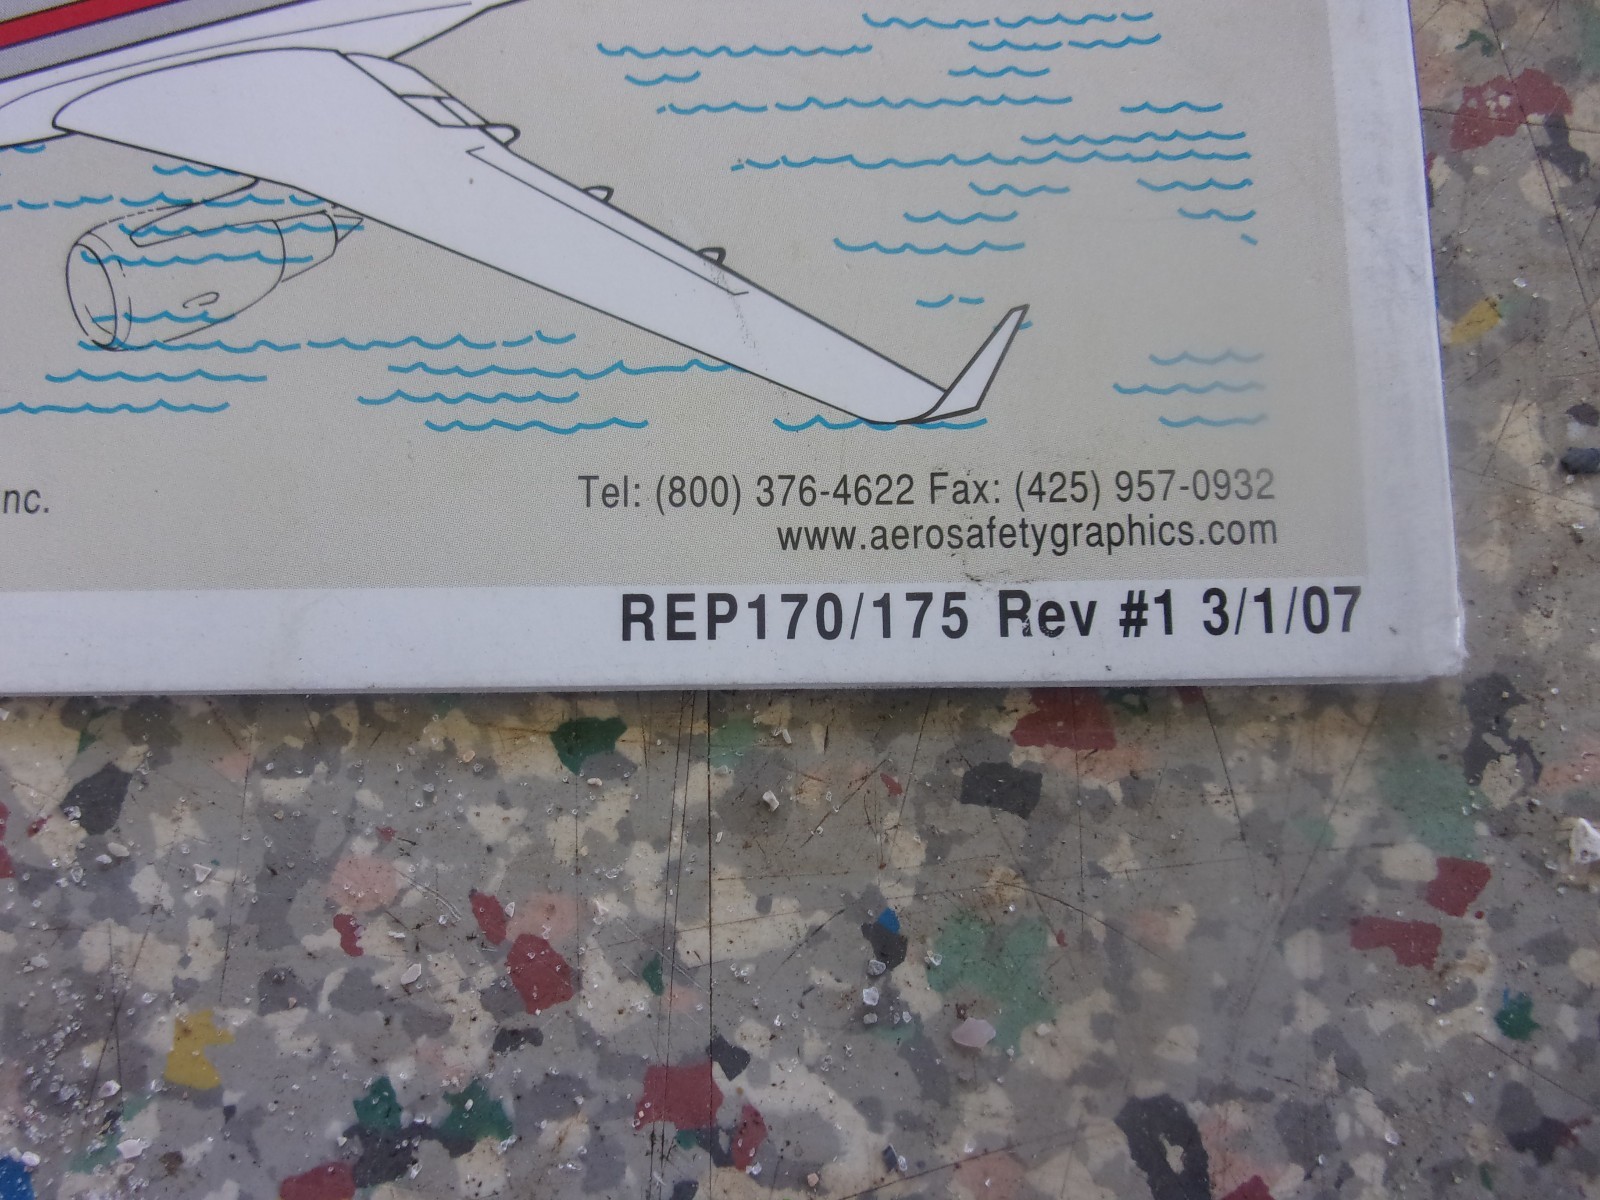 nc.
Tel: (800) 376-4622 Fax: (425) 957-0932
www.aerosafetygraphics.com
REP170/175 Rev #1 3/1/07